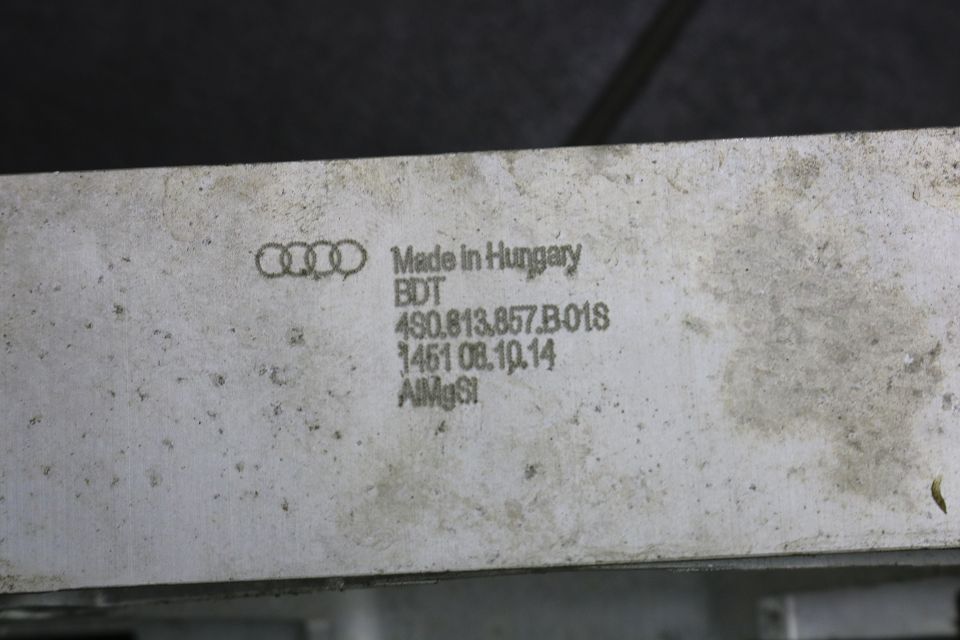 Made in Hungary
BDT
4S0.813.857.B 01S
1451 08.10.14
AlMgSi